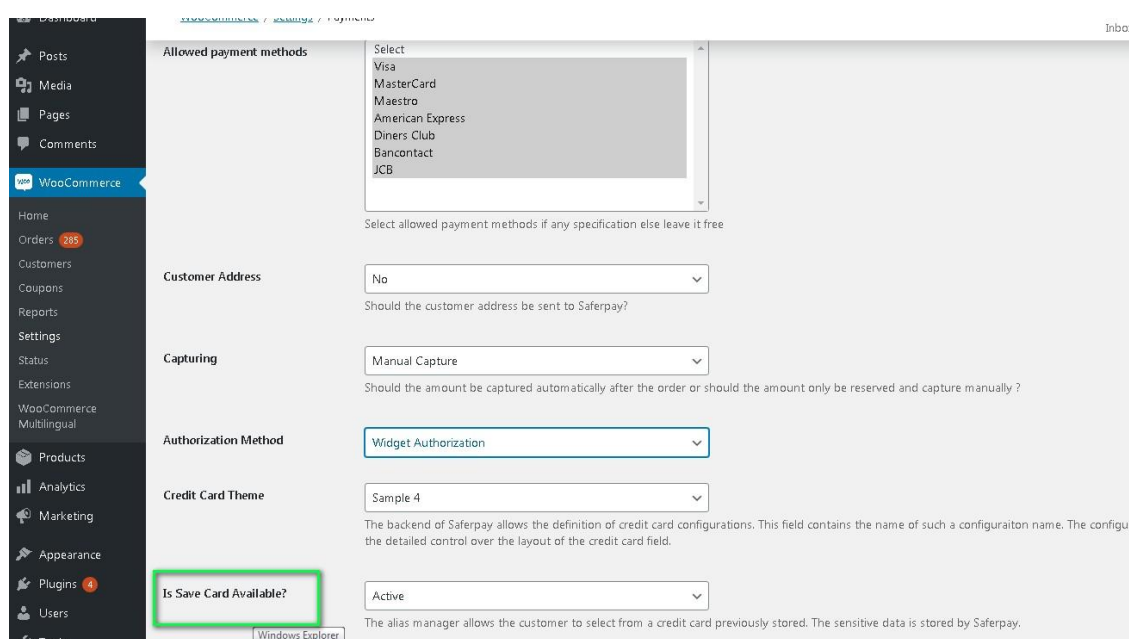 Dashboard
WooCommerce / Settings / Payments
Inbo
Posts
Media
Pages
Comments
WooCommerce
Home
Orders 285
Customers
Coupons
Reports
Settings
Status
Extensions
WooCommerce
Multilingual
Products
Analytics
Marketing
Appearance
Plugins 4
Users
Allowed payment methods
Select
Visa
MasterCard
Maestro
American Express
Diners Club
Bancontact
JCB
Select allowed payment methods if any specification else leave it free
Customer Address
No
Should the customer address be sent to Saferpay?
Capturing
Manual Capture
Should the amount be captured automatically after the order or should the amount only be reserved and capture manually ?
Authorization Method
Widget Authorization
Credit Card Theme
Sample 4
The backend of Saferpay allows the definition of credit card configurations. This field contains the name of such a configuraiton name. The configu
the detailed control over the layout of the credit card field.
Is Save Card Available?
Active
The alias manager allows the customer to select from a credit card previously stored. The sensitive data is stored by Saferpay.
Windows Explorer